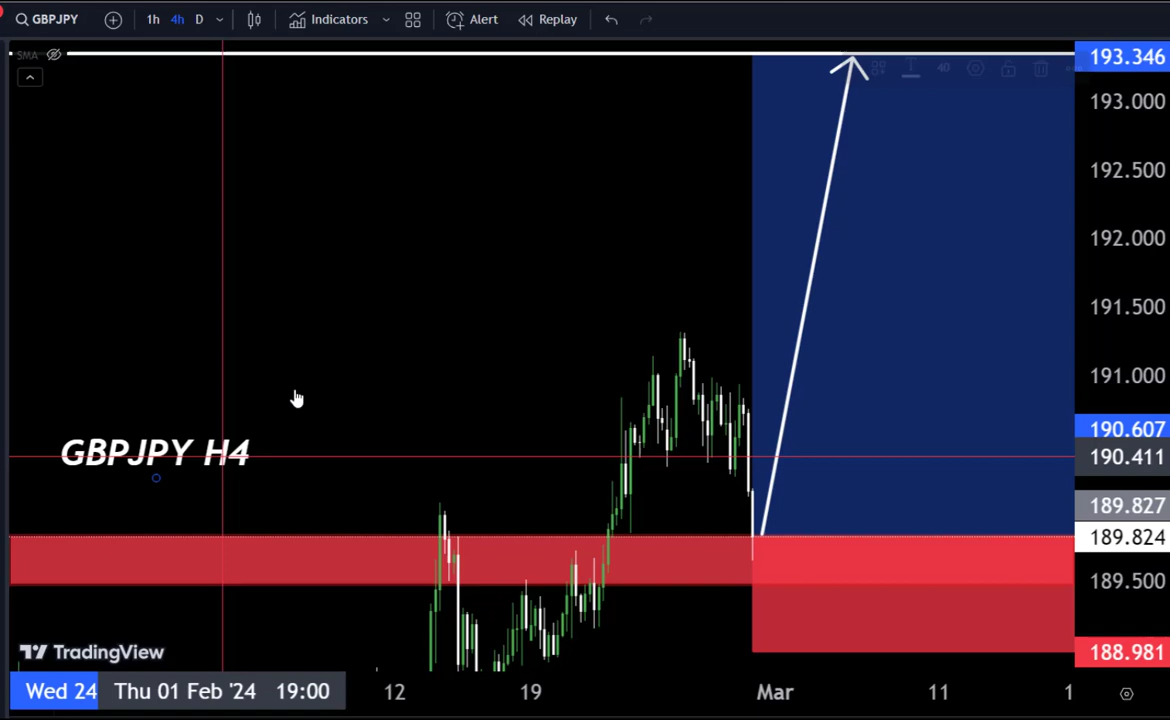 GBPJPY 1h 4h D Indicators Alert Replay
SMA
193.346
193.000
192.500
192.000
191.500
191.000
190.607
GBPJPY H4
190.411
189.827
189.824
189.500
TradingView
188.981
Wed 24 Thu 01 Feb '24 19:00 12 19 Mar 11 1